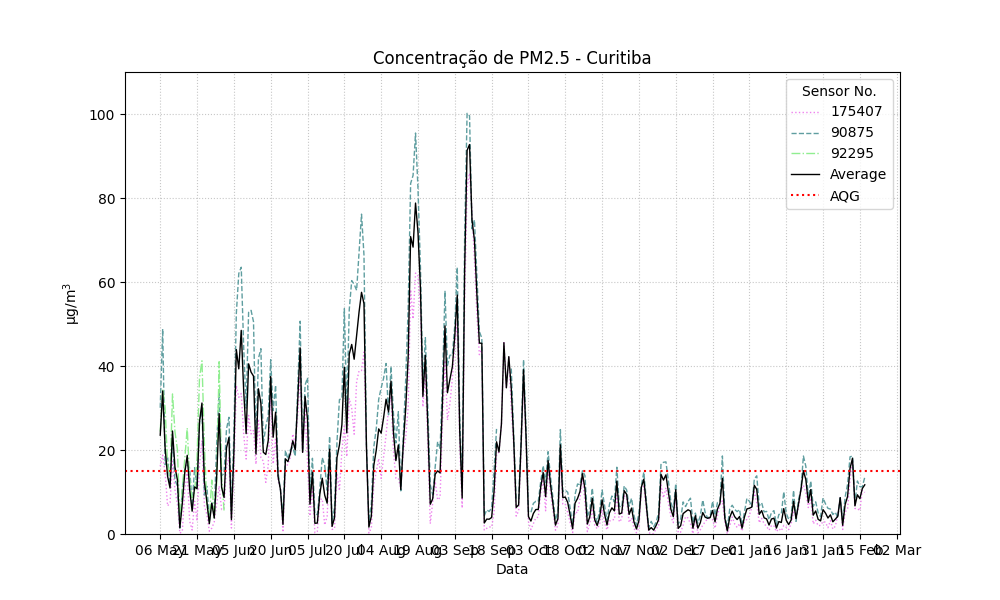 Concentração de PM2.5 - Curitiba
Sensor No.
175407
90875
92295
Average
AQG
100
80
60
40
20
0
µg/m³
06 May 21 May 05 Jun 20 Jun 05 Jul 20 Jul 04 Aug 19 Aug 03 Sep 18 Sep 03 Oct 18 Oct 02 Nov 17 Nov 02 Dec 17 Dec 01 Jan 16 Jan 31 Jan 15 Feb 02 Mar
Data